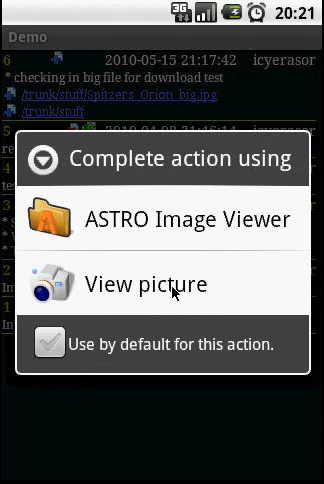 3G 20:21
Demo
6 2010-05-15 21:17:42 icyerasor
* checking in big file for download test
/trunk/stuff/Spitzers_Orion_big.jpg
/trunk/stuff
5
Complete action using
ASTRO Image Viewer
View picture
Use by default for this action.